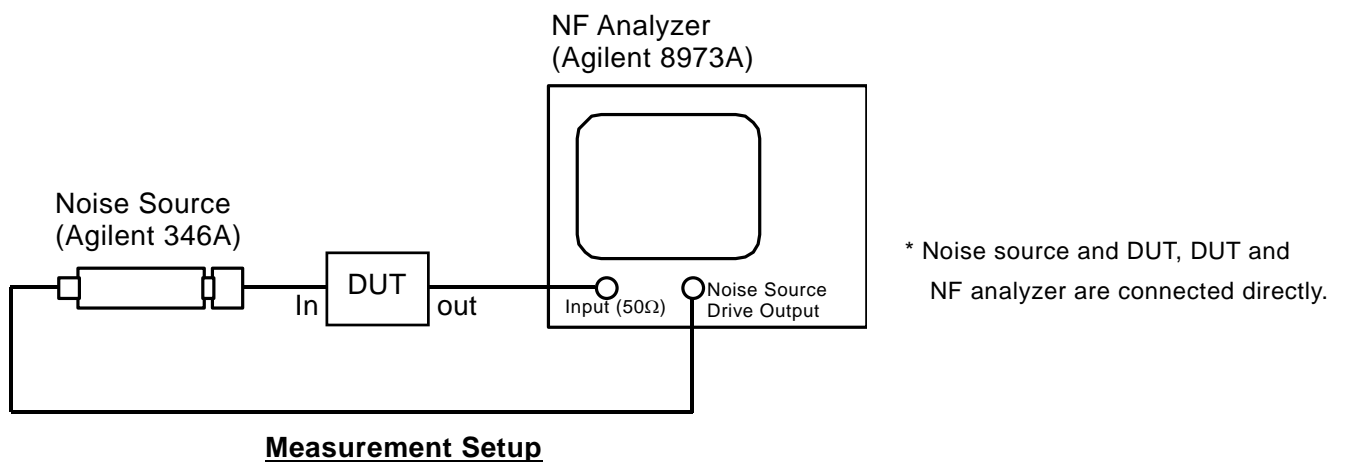 NF Analyzer
(Agilent 8973A)
Noise Source
(Agilent 346A)
DUT
In
out
Input (50Ω)
Noise Source
Drive Output
* Noise source and DUT, DUT and
NF analyzer are connected directly.
Measurement Setup